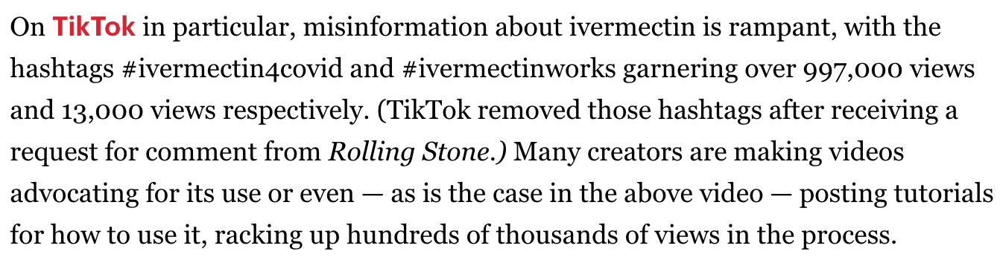 On TikTok in particular, misinformation about ivermectin is rampant, with the
hashtags #ivermectin4covid and #ivermectinworks garnering over 997,000 views
and 13,000 views respectively. (TikTok removed those hashtags after receiving a
request for comment from Rolling Stone.) Many creators are making videos
advocating for its use or even — as is the case in the above video — posting tutorials
for how to use it, racking up hundreds of thousands of views in the process.